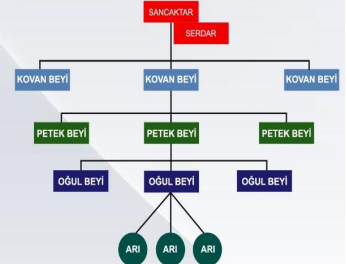 SANCAKTAR
SERDAR
KOVAN BEYİ KOVAN BEYİ KOVAN BEYİ
PETEK BEYİ PETEK BEYİ PETEK BEYİ
OĞUL BEYİ OĞUL BEYİ OĞUL BEYİ
ARI ARI ARI